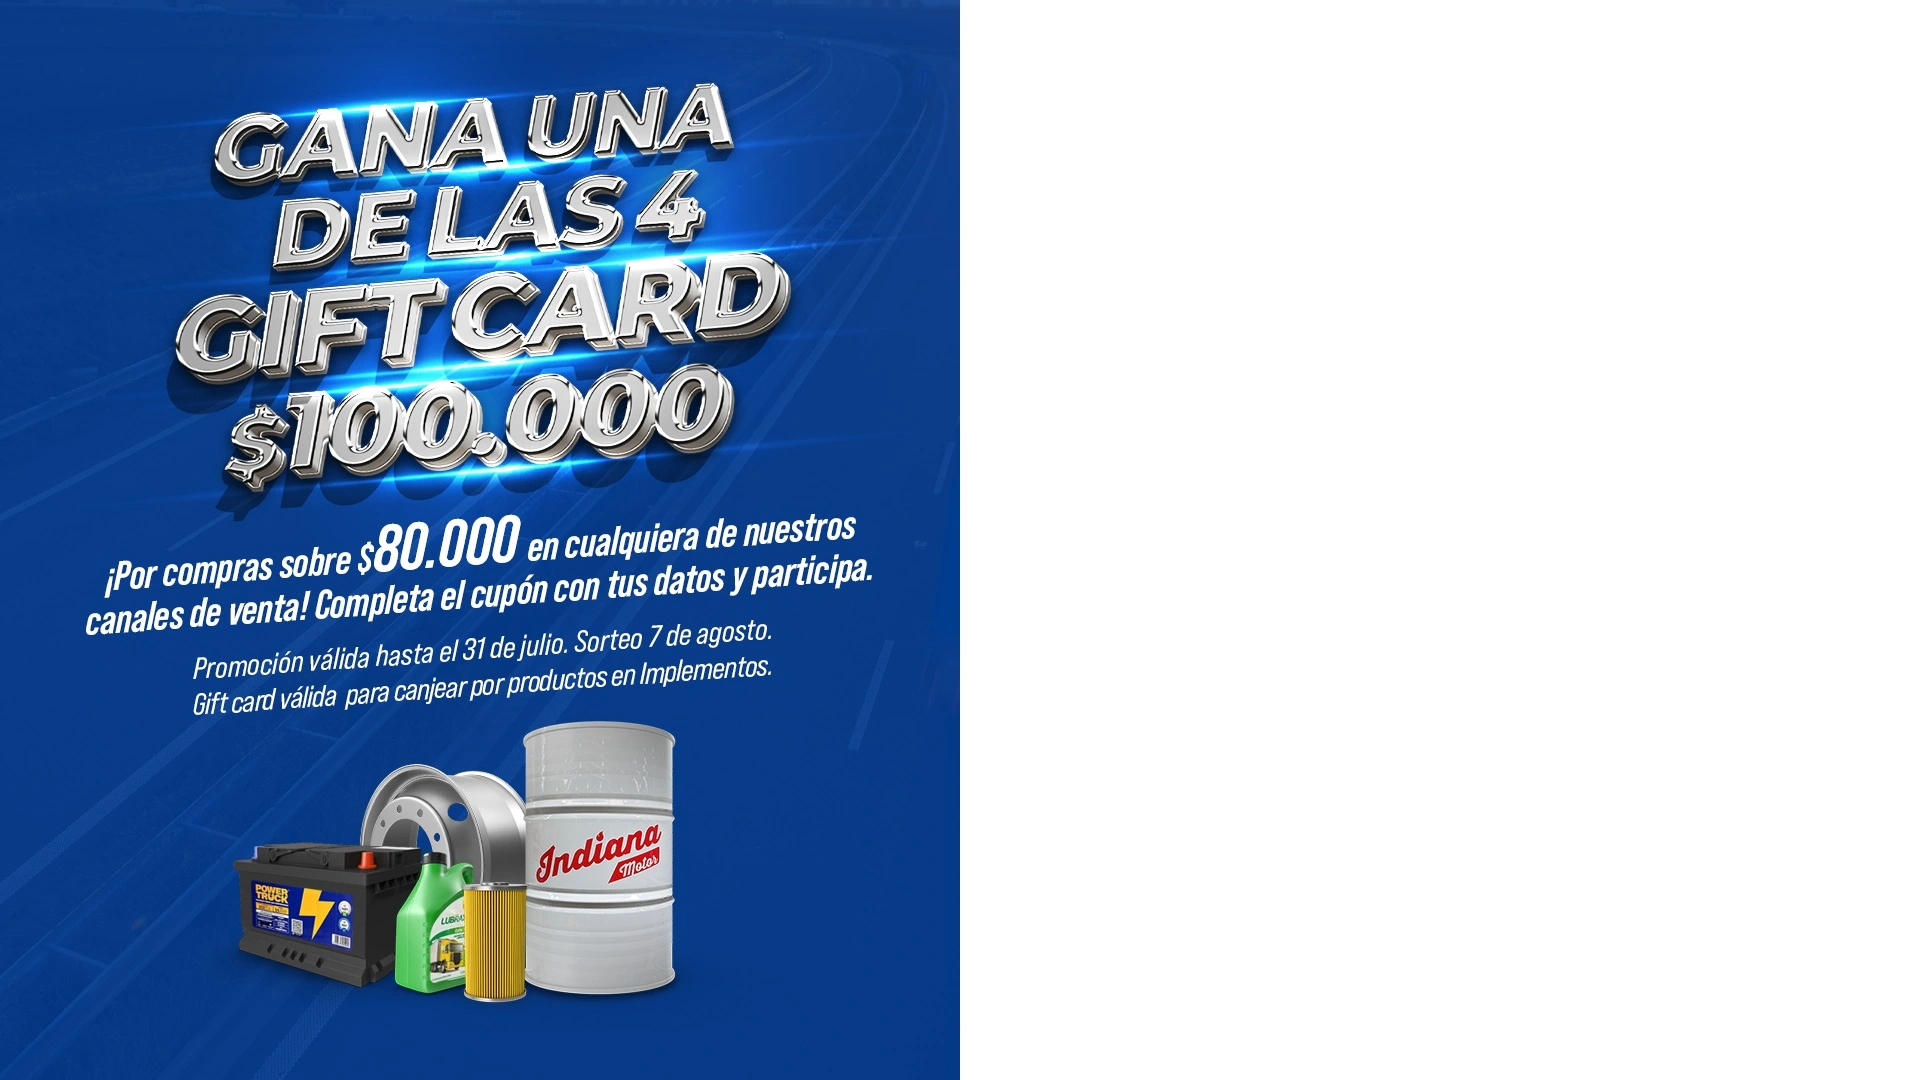 GANA UNA
DE LAS 4
GIFT CARD
$100.000
¡Por compras sobre $80.000 en cualquiera de nuestros
canales de venta! Completa el cupón con tus datos y participa.
Promoción válida hasta el 31 de julio. Sorteo 7 de agosto.
Gift card válida para canjear por productos en Implementos.
Indiana
Motor
POWER
TRUCK